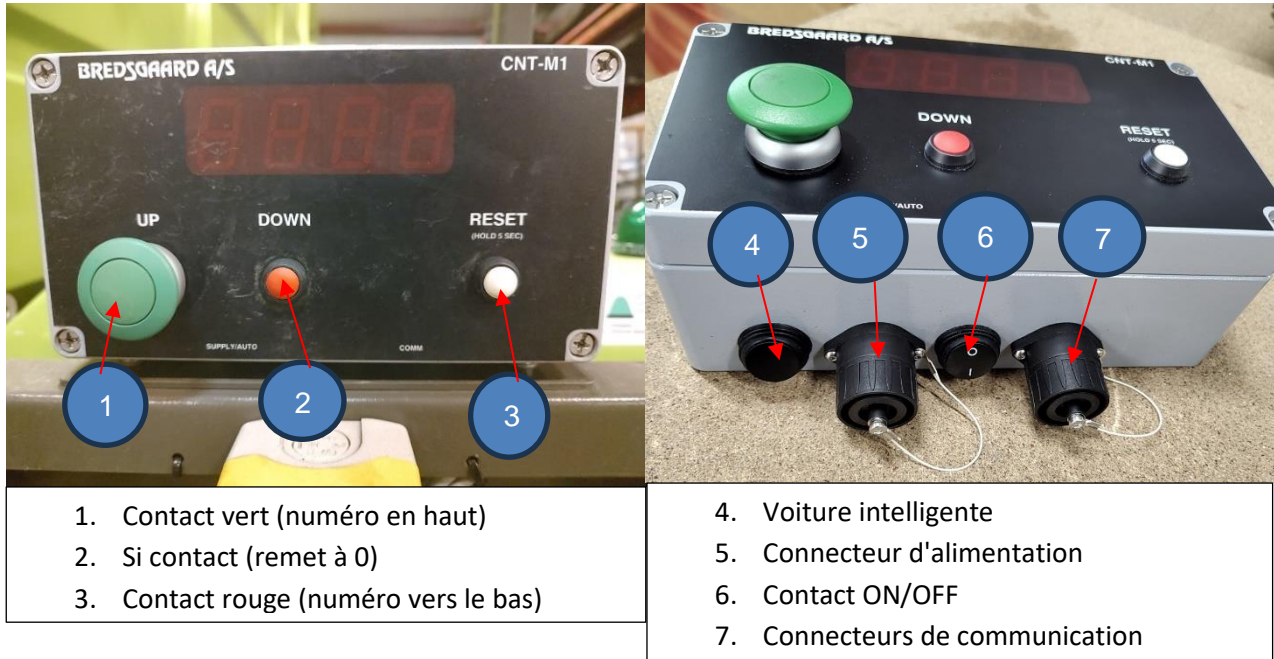 BREDSGAARD A/S
CNT-M1
UP
DOWN
RESET
(HOLD 5 SEC)
SUPPLY/AUTO
COMM
1
2
3
BREDSGAARD A/S
CNT-M1
DOWN
RESET
(HOLD 5 SEC)
/AUTO
4
5
6
7
O
I
1. Contact vert (numéro en haut)
2. Si contact (remet à 0)
3. Contact rouge (numéro vers le bas)
4. Voiture intelligente
5. Connecteur d'alimentation
6. Contact ON/OFF
7. Connecteurs de communication